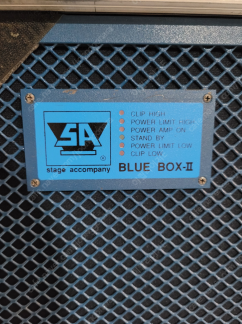 CLIP HIGH
POWER LIMIT HIGH
POWER AMP ON
STAND BY
POWER LIMIT LOW
CLIP LOW
SA
®
stage accompany
BLUE BOX-II